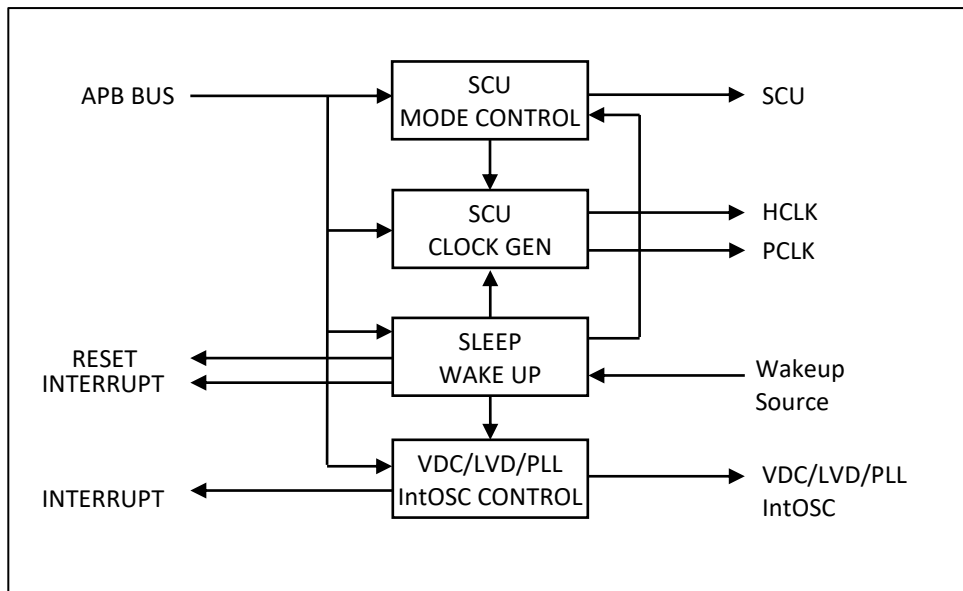 APB BUS
SCU
MODE CONTROL
SCU
SCU
CLOCK GEN
HCLK
PCLK
RESET
INTERRUPT
SLEEP
WAKE UP
Wakeup
Source
INTERRUPT
VDC/LVD/PLL
IntOSC CONTROL
VDC/LVD/PLL
IntOSC